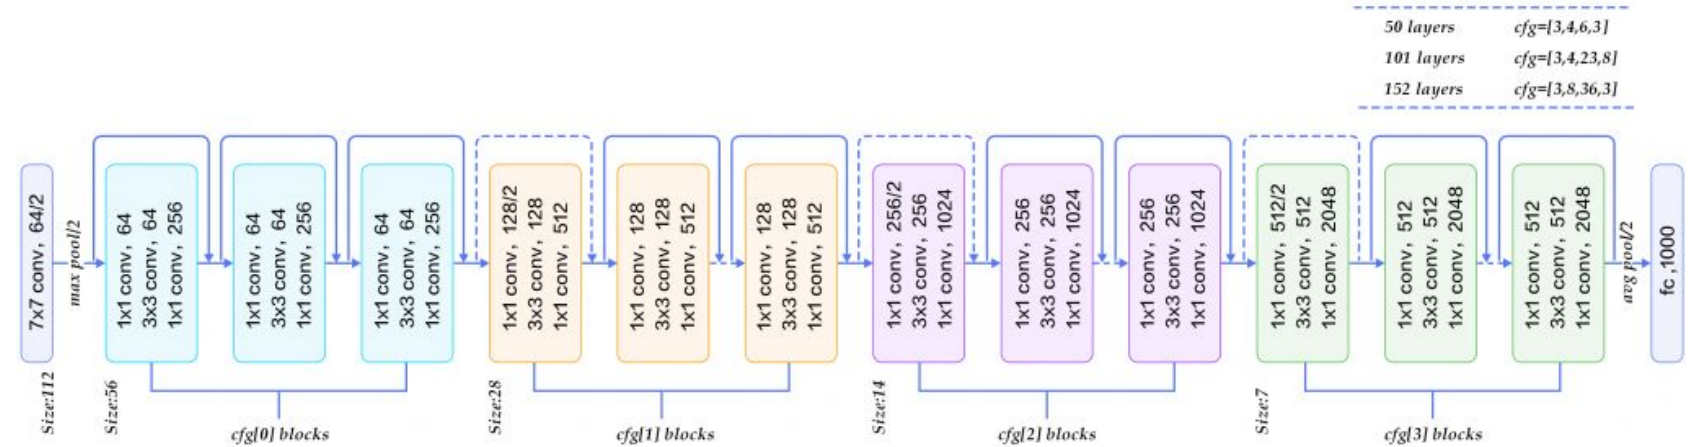 50 layers cfg=[3,4,6,3]
101 layers cfg=[3,4,23,8]
152 layers cfg=[3,8,36,3]
7x7 conv, 64/2
max pool/2
1x1 conv, 64
3x3 conv, 64
1x1 conv, 256
1x1 conv, 64
3x3 conv, 64
1x1 conv, 256
1x1 conv, 64
3x3 conv, 64
1x1 conv, 256
1x1 conv, 128/2
3x3 conv, 128
1x1 conv, 512
1x1 conv, 128
3x3 conv, 128
1x1 conv, 512
1x1 conv, 128
3x3 conv, 128
1x1 conv, 512
1x1 conv, 256/2
3x3 conv, 256
1x1 conv, 1024
1x1 conv, 256
3x3 conv, 256
1x1 conv, 1024
1x1 conv, 256
3x3 conv, 256
1x1 conv, 1024
1x1 conv, 512/2
3x3 conv, 512
1x1 conv, 2048
1x1 conv, 512
3x3 conv, 512
1x1 conv, 2048
1x1 conv, 512
3x3 conv, 512
1x1 conv, 2048
avg pool/2
fc ,1000
Size:112
Size:56
cfg[0] blocks
Size:28
cfg[1] blocks
Size:14
cfg[2] blocks
Size:7
cfg[3] blocks